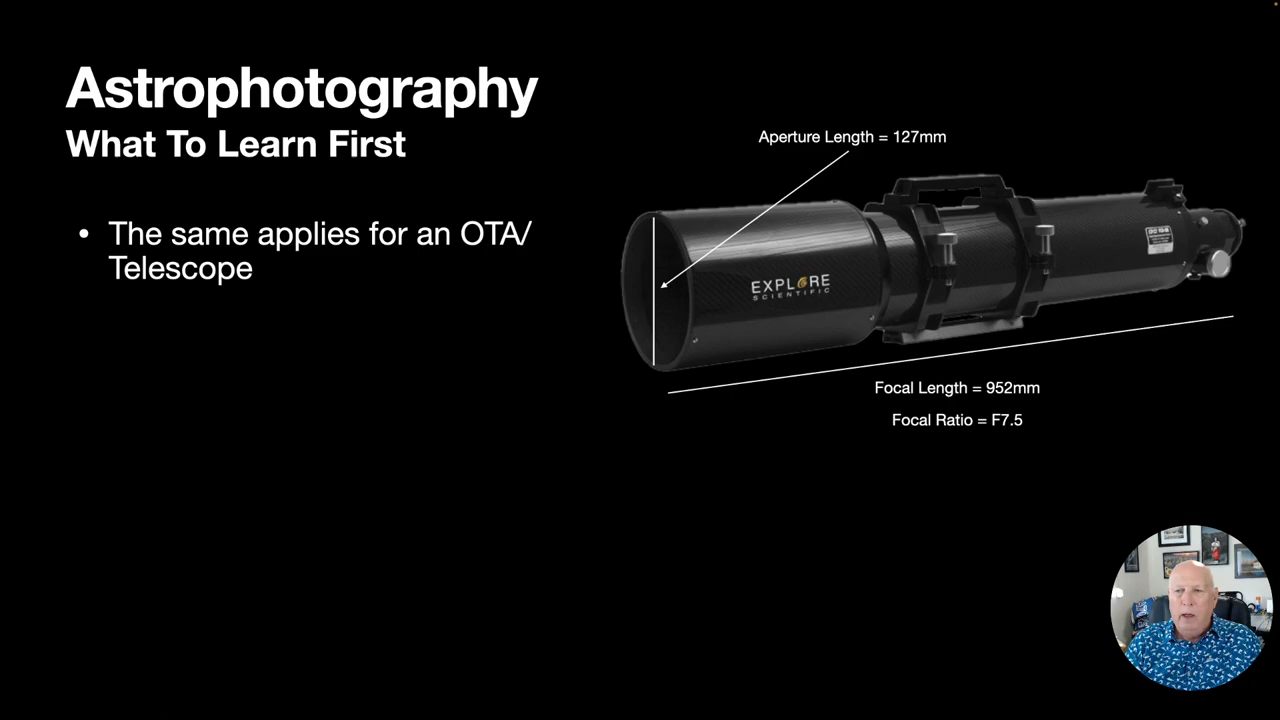 Astrophotography
What To Learn First
• The same applies for an OTA/
Telescope
Aperture Length = 127mm
EXPLORE
SCIENTIFIC
Focal Length = 952mm
Focal Ratio = F7.5